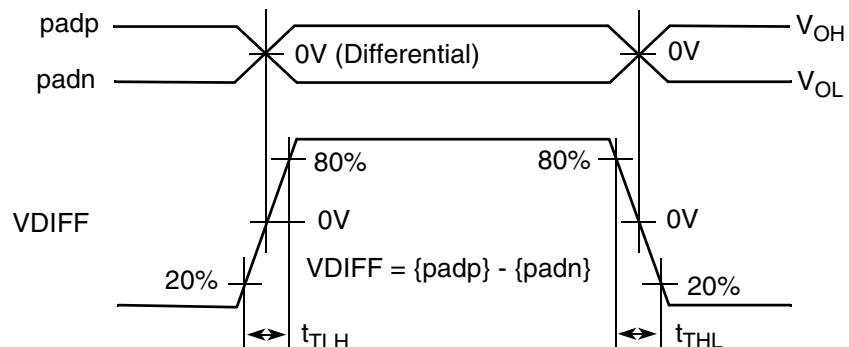 padp
V_OH
0V (Differential)
0V
padn
V_OL
80%
80%
VDIFF
0V
0V
VDIFF = {padp} - {padn}
20%
20%
t_TLH
t_THL